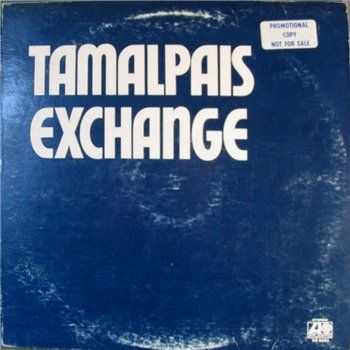 PROMOTIONAL
COPY
NOT FOR SALE
TAMALPAIS
EXCHANGE